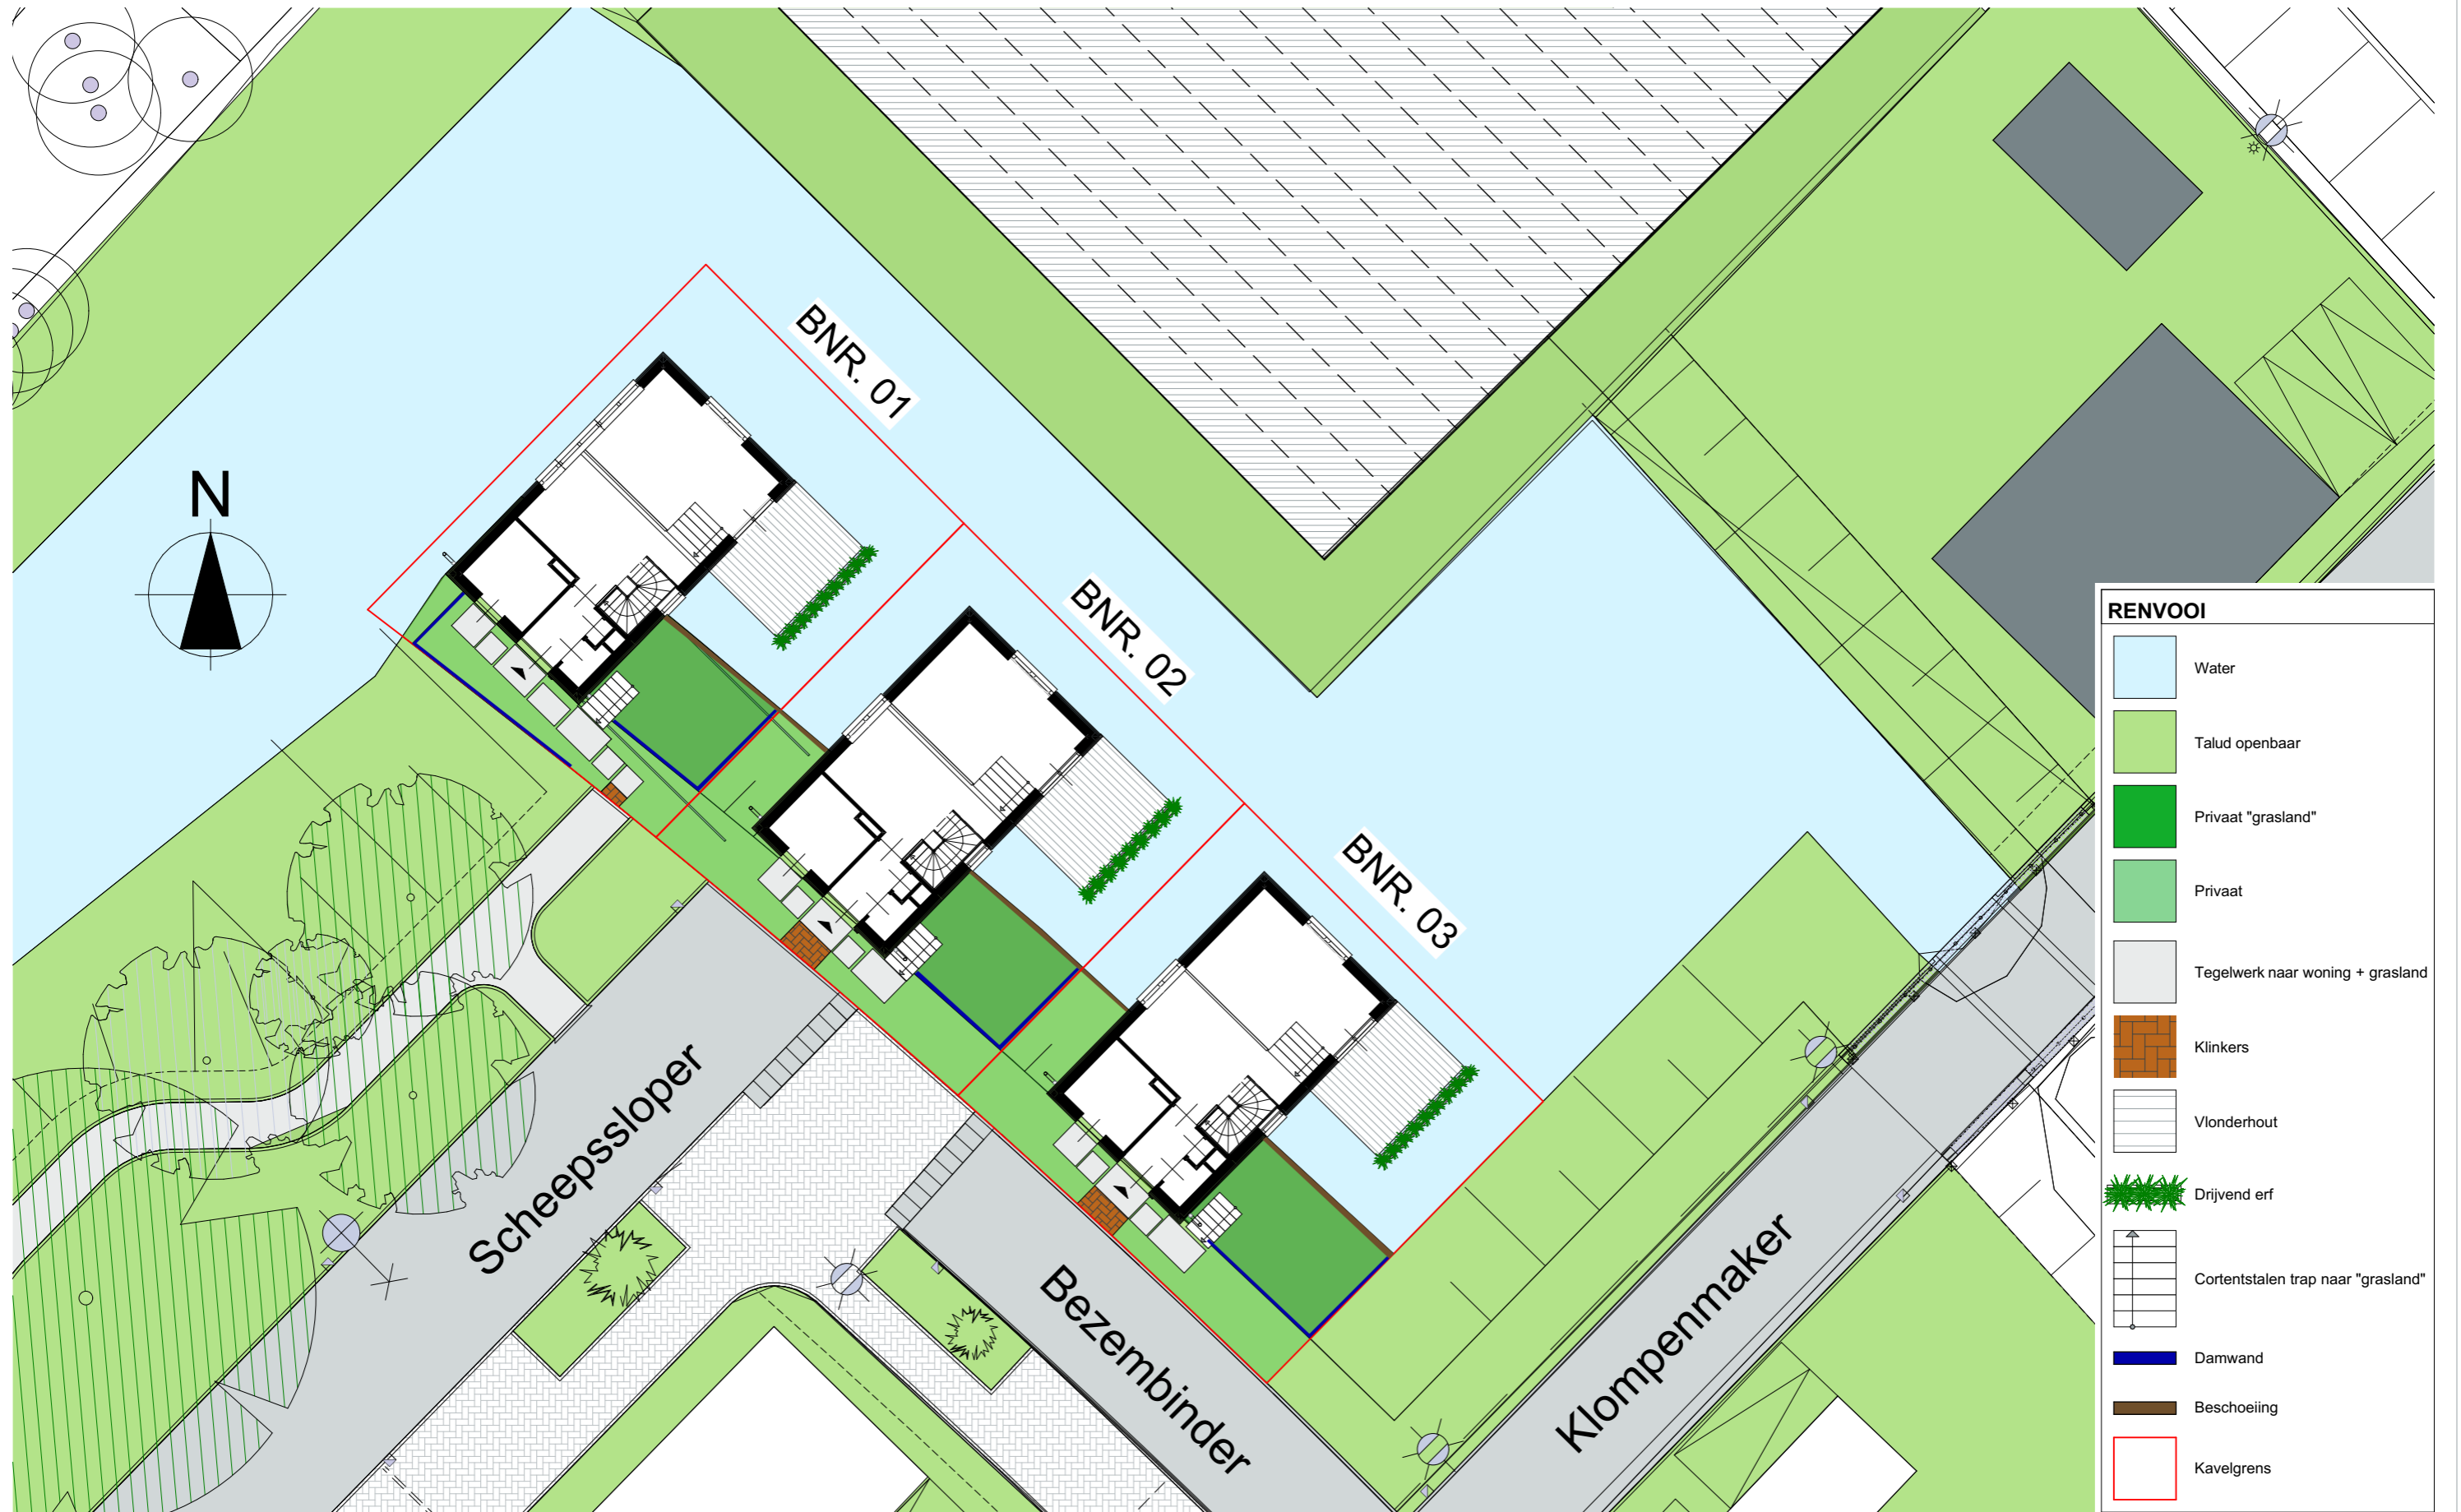 BNR. 01
N
BNR. 02
BNR. 03
Scheepssloper
Bezembinder
Klompenmaker
RENVOOI
Water
Talud openbaar
Privaat "grasland"
Privaat
Tegelwerk naar woning + grasland
Klinkers
Vlonderhout
Drijvend erf
Cortentstalen trap naar "grasland"
Damwand
Beschoeiing
Kavelgrens